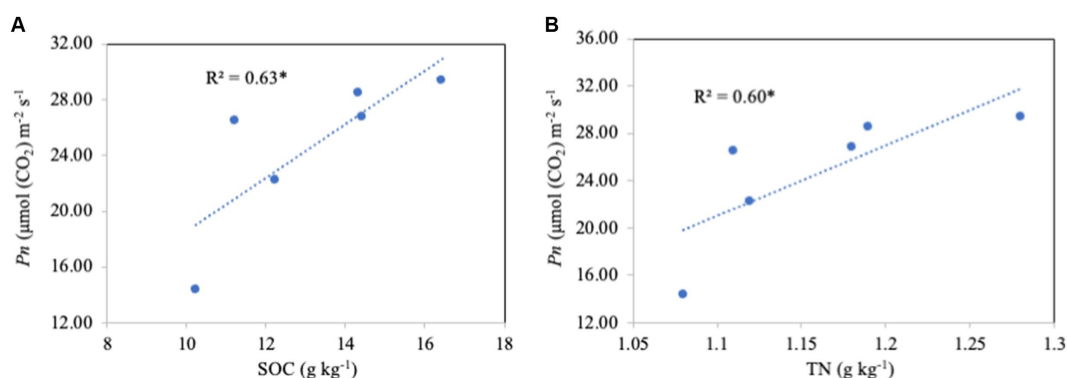 A
Pn (μmol (CO₂) m⁻² s⁻¹
32.00
28.00
24.00
20.00
16.00
12.00
R² = 0.63*
8 10 12 14 16 18
SOC (g kg⁻¹)
B
Pn (μmol (CO₂) m⁻² s⁻¹
36.00
32.00
28.00
24.00
20.00
16.00
12.00
R² = 0.60*
1.05 1.1 1.15 1.2 1.25 1.3
TN (g kg⁻¹)